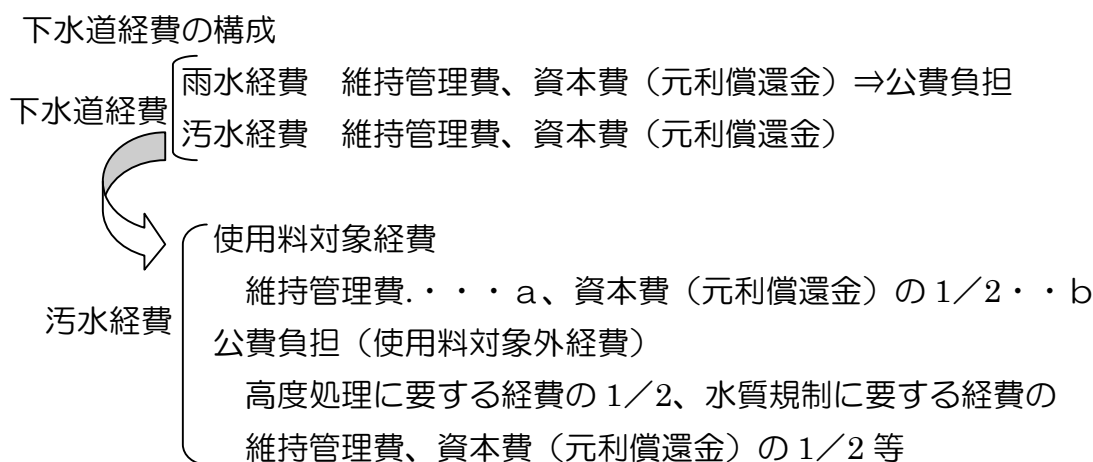 下水道経費の構成
雨水経費 維持管理費、資本費（元利償還金）⇒公費負担
下水道経費
汚水経費 維持管理費、資本費（元利償還金）
使用料対象経費
維持管理費.・・・ａ、資本費（元利償還金）の 1／2・・ｂ
汚水経費
公費負担（使用料対象外経費）
高度処理に要する経費の 1／2、水質規制に要する経費の
維持管理費、資本費（元利償還金）の 1／2 等